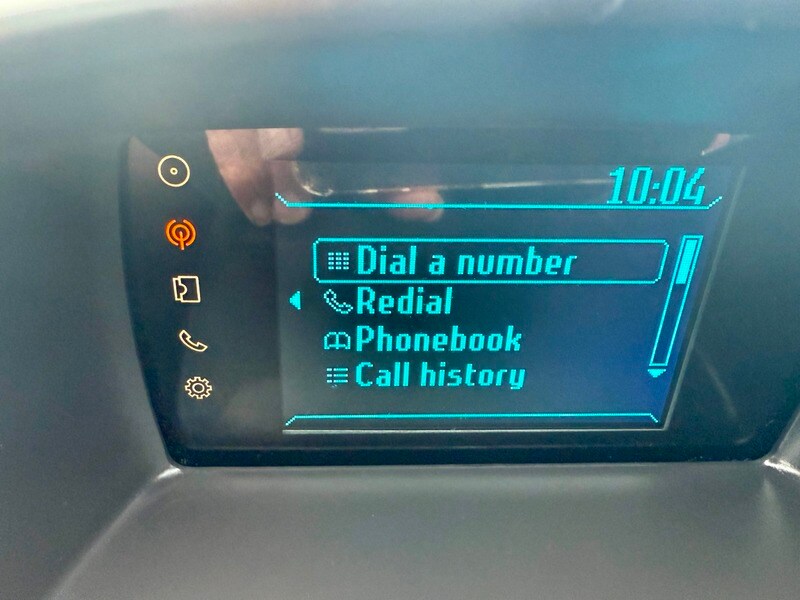 10:04
Dial a number
Redial
Phonebook
Call history